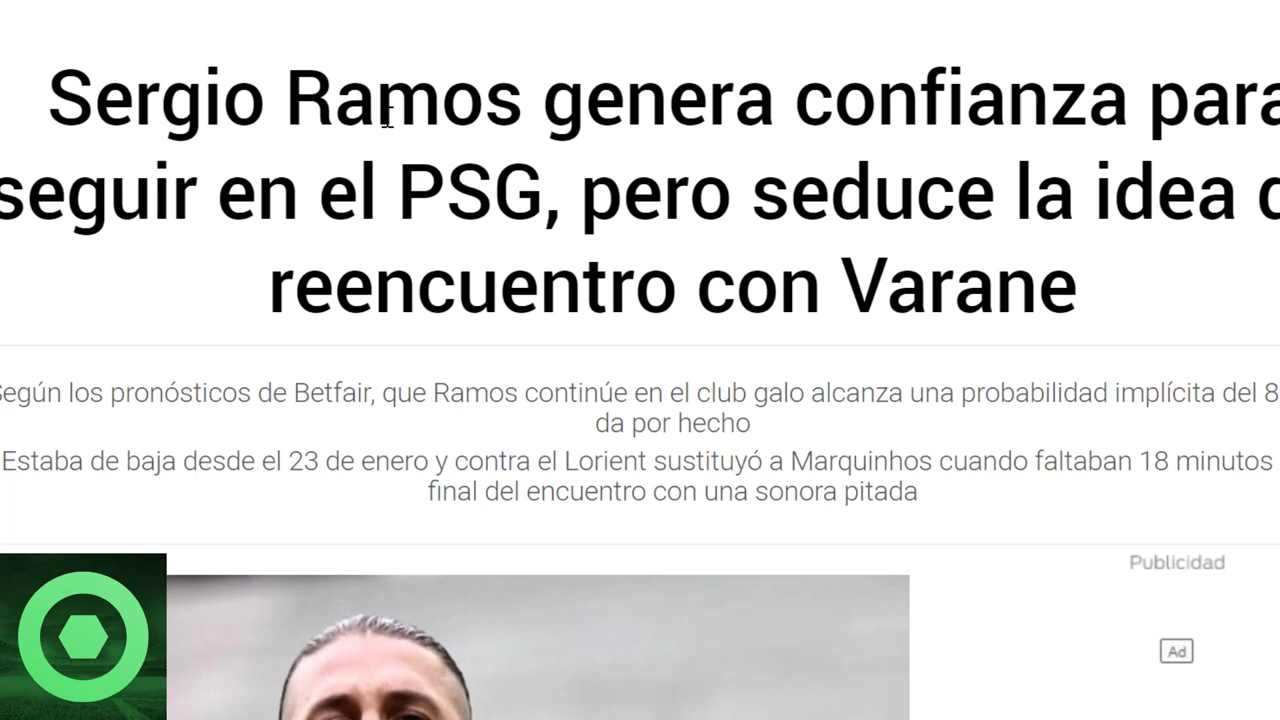 Sergio Ramos genera confianza para
seguir en el PSG, pero seduce la idea
reencuentro con Varane
Según los pronósticos de Betfair, que Ramos continúe en el club galo alcanza una probabilidad implícita del 8
da por hecho
Estaba de baja desde el 23 de enero y contra el Lorient sustituyó a Marquinhos cuando faltaban 18 minutos
final del encuentro con una sonora pitada
Publicidad
Ad